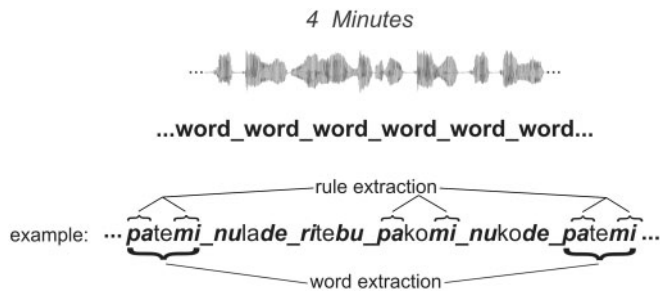 4 Minutes
... ...
...word_word_word_word_word_word...
rule extraction
example: ... patemi_nulade_ritebu_pakomi_nukode_patemi ...
word extraction